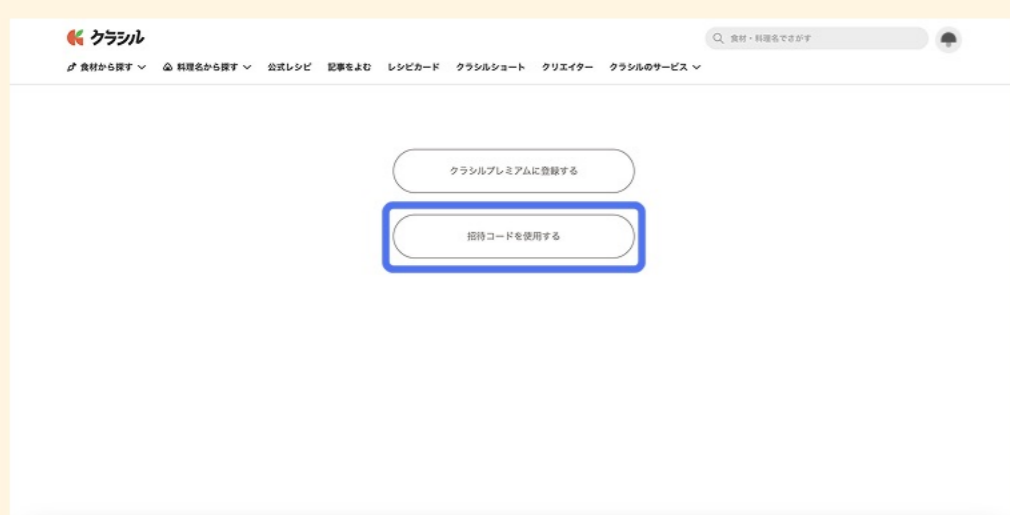 クラシル
食材・料理名でさがす
食材から探す 料理名から探す 公式レシピ 記事をよむ レシピカード クラシルショート クリエイター クラシルのサービス
クラシルプレミアムに登録する
招待コードを使用する